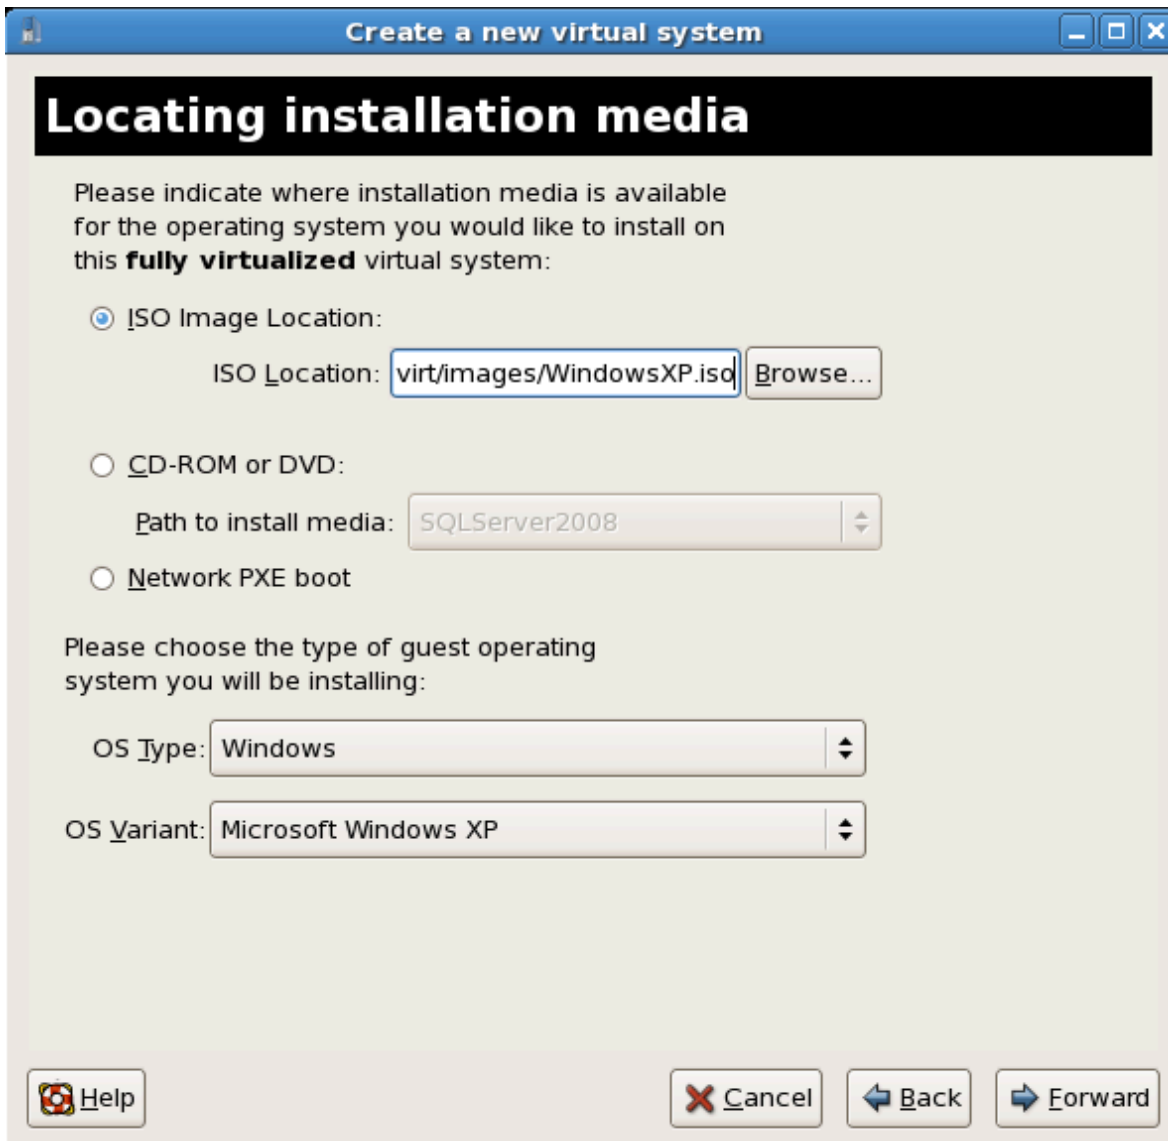 Create a new virtual system
Locating installation media
Please indicate where installation media is available
for the operating system you would like to install on
this fully virtualized virtual system:
ISO Image Location:
ISO Location: virt/images/WindowsXP.iso Browse...
CD-ROM or DVD:
Path to install media: SQLServer2008
Network PXE boot
Please choose the type of guest operating
system you will be installing:
OS Type: Windows
OS Variant: Microsoft Windows XP
Help Cancel Back Forward